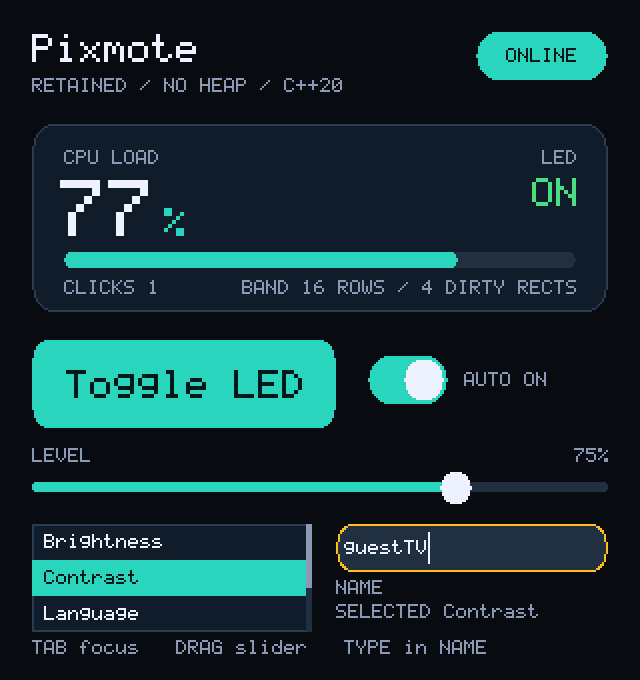 Pixmote
ONLINE
RETAINED / NO HEAP / C++20
CPU LOAD
LED
77%
ON
CLICKS 1
BAND 16 ROWS / 4 DIRTY RECTS
Toggle LED
AUTO ON
LEVEL
75%
Brightness
Contrast
Language
guestTV
NAME
SELECTED Contrast
TAB focus
DRAG slider
TYPE in NAME